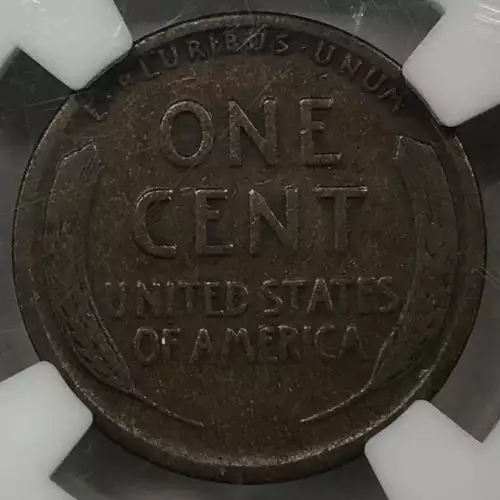 E · PLURIBUS · UNUM
ONE
CENT
UNITED STATES
OF AMERICA